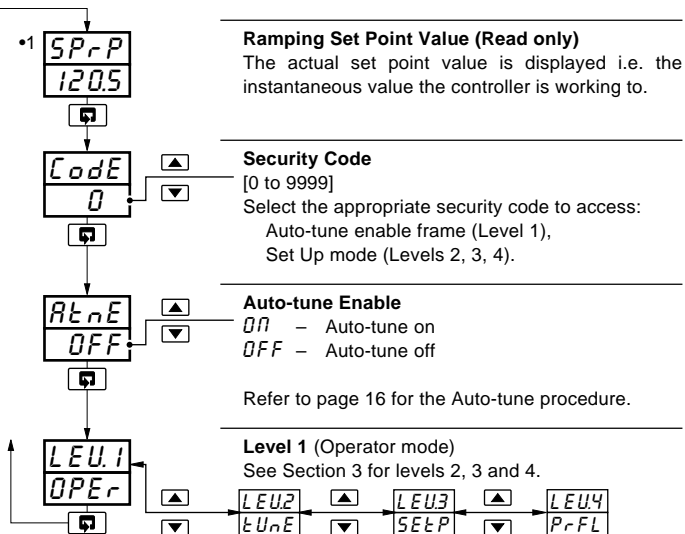 •1
SPrP
120.5
Ramping Set Point Value (Read only)
The actual set point value is displayed i.e. the
instantaneous value the controller is working to.
CodE
0
Security Code
[0 to 9999]
Select the appropriate security code to access:
Auto-tune enable frame (Level 1),
Set Up mode (Levels 2, 3, 4).
AtnE
OFF
Auto-tune Enable
On – Auto-tune on
OFF – Auto-tune off
Refer to page 16 for the Auto-tune procedure.
LEV.1
OPEr
Level 1 (Operator mode)
See Section 3 for levels 2, 3 and 4.
LEV.2 LEV.3 LEV.4
tUnE SEtP PrFL